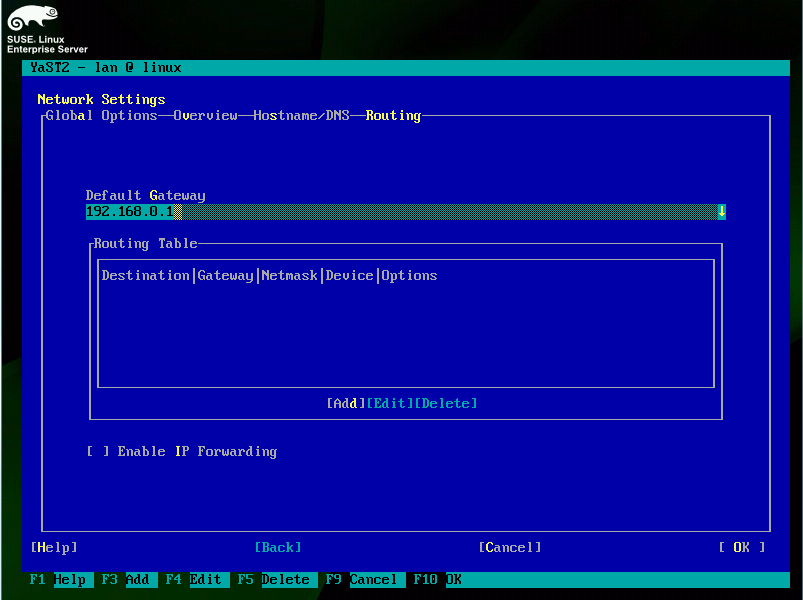 SUSE. Linux
Enterprise Server
YaST2 - lan @ linux
Network Settings
Global Options—Overview—Hostname/DNS—Routing
Default Gateway
192.168.0.1
Routing Table
Destination|Gateway|Netmask|Device|Options
[Add][Edit][Delete]
[ ] Enable IP Forwarding
[Help] [Back] [Cancel] [ OK ]
F1 Help F3 Add F4 Edit F5 Delete F9 Cancel F10 OK